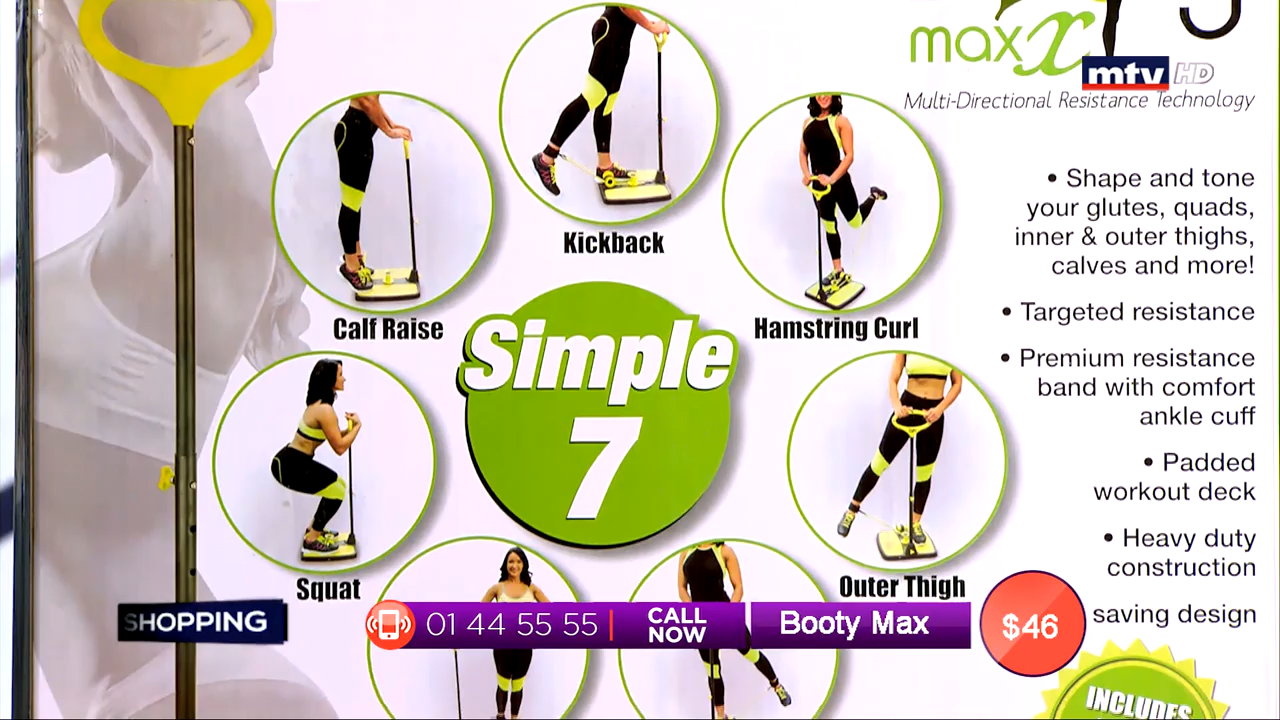 maxx
mtv HD
Multi-Directional Resistance Technology
Kickback
Calf Raise
Hamstring Curl
• Shape and tone
your glutes, quads,
inner & outer thighs,
calves and more!
• Targeted resistance
• Premium resistance
band with comfort
ankle cuff
• Padded
workout deck
• Heavy duty
construction
saving design
Simple
7
Squat
Outer Thigh
SHOPPING
01 44 55 55
CALL
NOW
Booty Max
$46
INCLUDES